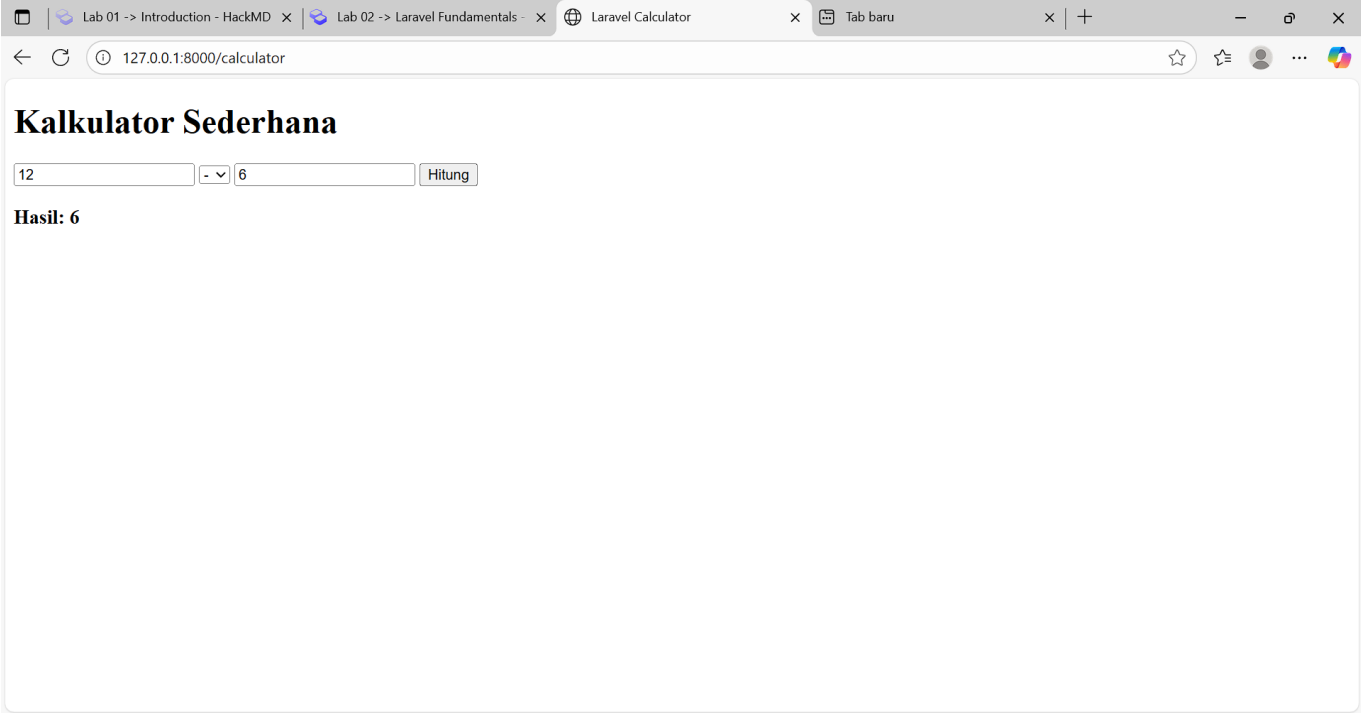 Lab 01 -> Introduction - HackMD
Lab 02 -> Laravel Fundamentals -
Laravel Calculator
Tab baru
127.0.0.1:8000/calculator
Kalkulator Sederhana
12 - 6 Hitung
Hasil: 6